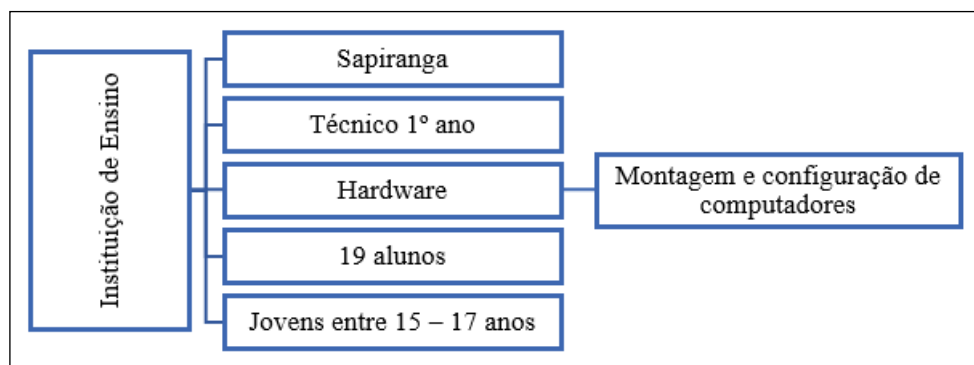 Instituição de Ensino
Sapiranga
Técnico 1º ano
Hardware
19 alunos
Jovens entre 15 – 17 anos
Montagem e configuração de
computadores